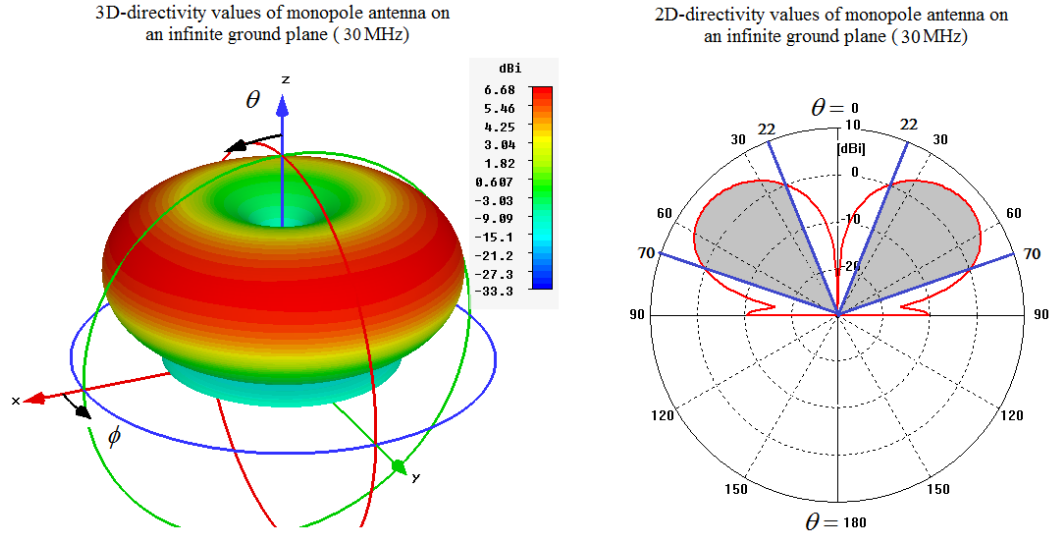 3D-directivity values of monopole antenna on
an infinite ground plane ( 30 MHz)
z
θ
x
ϕ
y
dBi
6.68
5.46
4.25
3.04
1.82
0.607
-3.03
-9.09
-15.1
-21.2
-27.3
-33.3
2D-directivity values of monopole antenna on
an infinite ground plane ( 30 MHz)
θ = 0
10
[dBi]
0
-10
-20
22
22
30
30
60
60
70
70
90
90
120
120
150
150
θ = 180